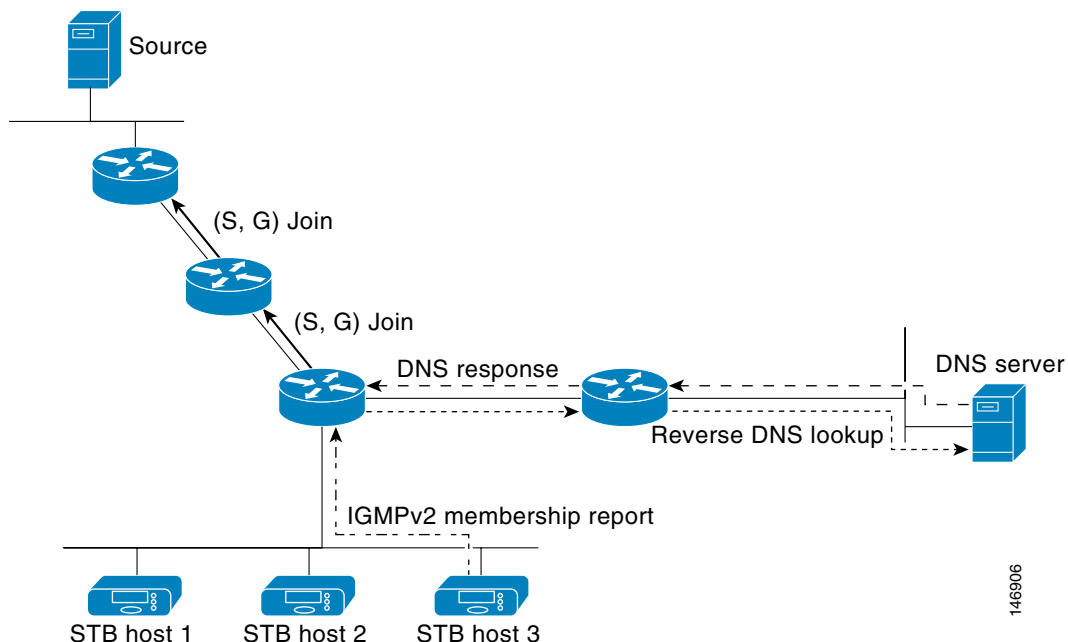 Source
(S, G) Join
(S, G) Join
DNS response
DNS server
Reverse DNS lookup
IGMPv2 membership report
STB host 1
STB host 2
STB host 3
146906